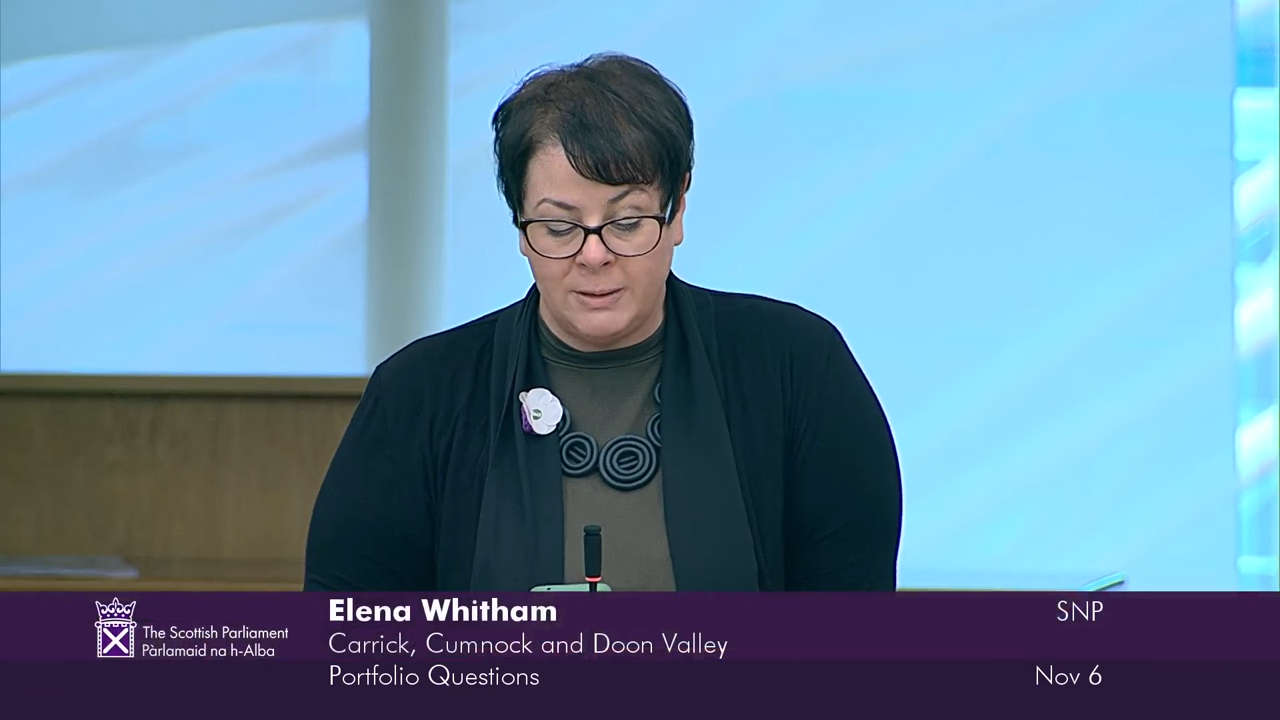 Elena Whitham
SNP
The Scottish Parliament
Pàrlamaid na h-Alba
Carrick, Cumnock and Doon Valley
Portfolio Questions
Nov 6